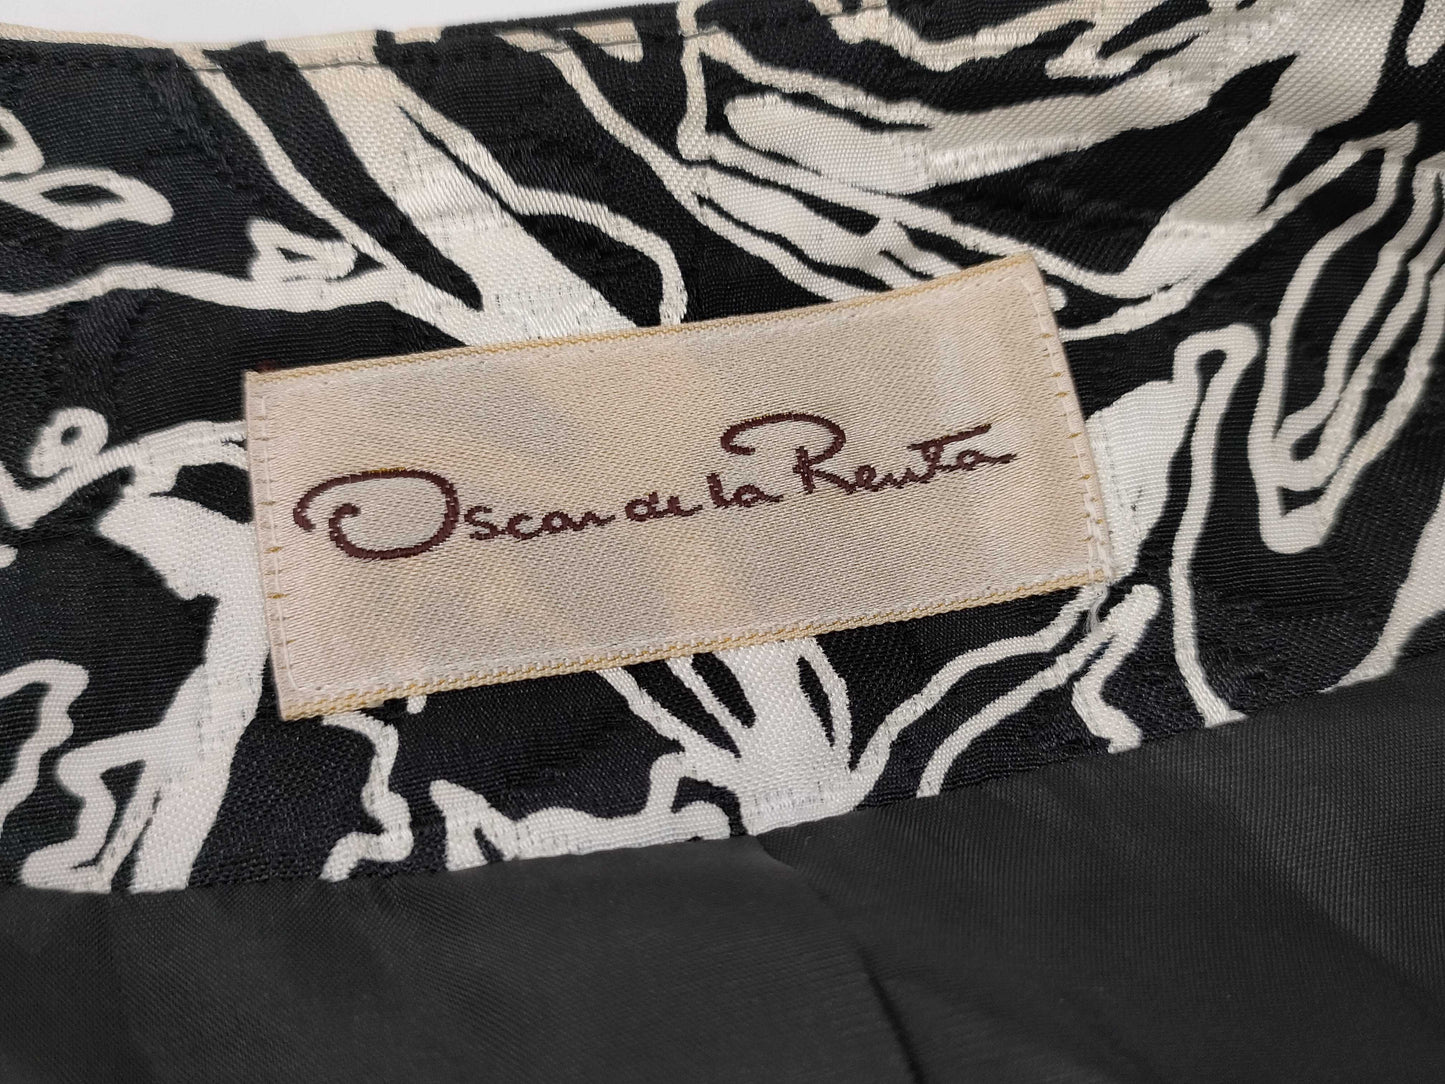 Oscar de la Renta